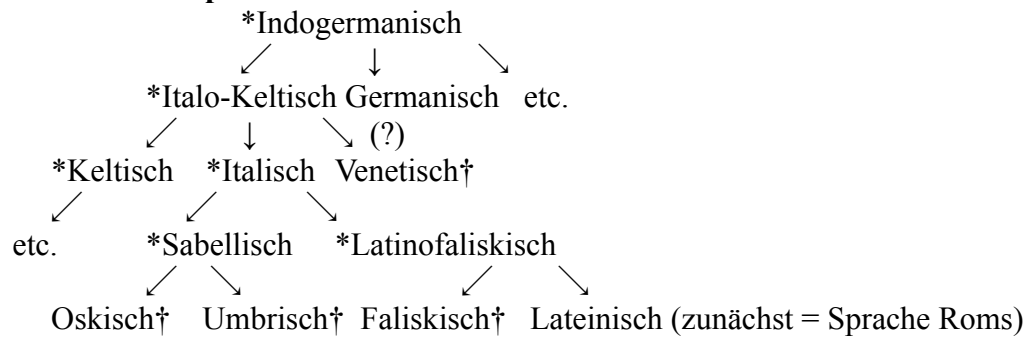 *Indogermanisch
↙ ↓ ↘
*Italo-Keltisch Germanisch etc.
↙ ↓ ↘ (?)
*Keltisch *Italisch Venetisch†
↙ ↙ ↘
etc. *Sabellisch *Latinofaliskisch
↙ ↘ ↙ ↘
Oskisch† Umbrisch† Faliskisch† Lateinisch (zunächst = Sprache Roms)